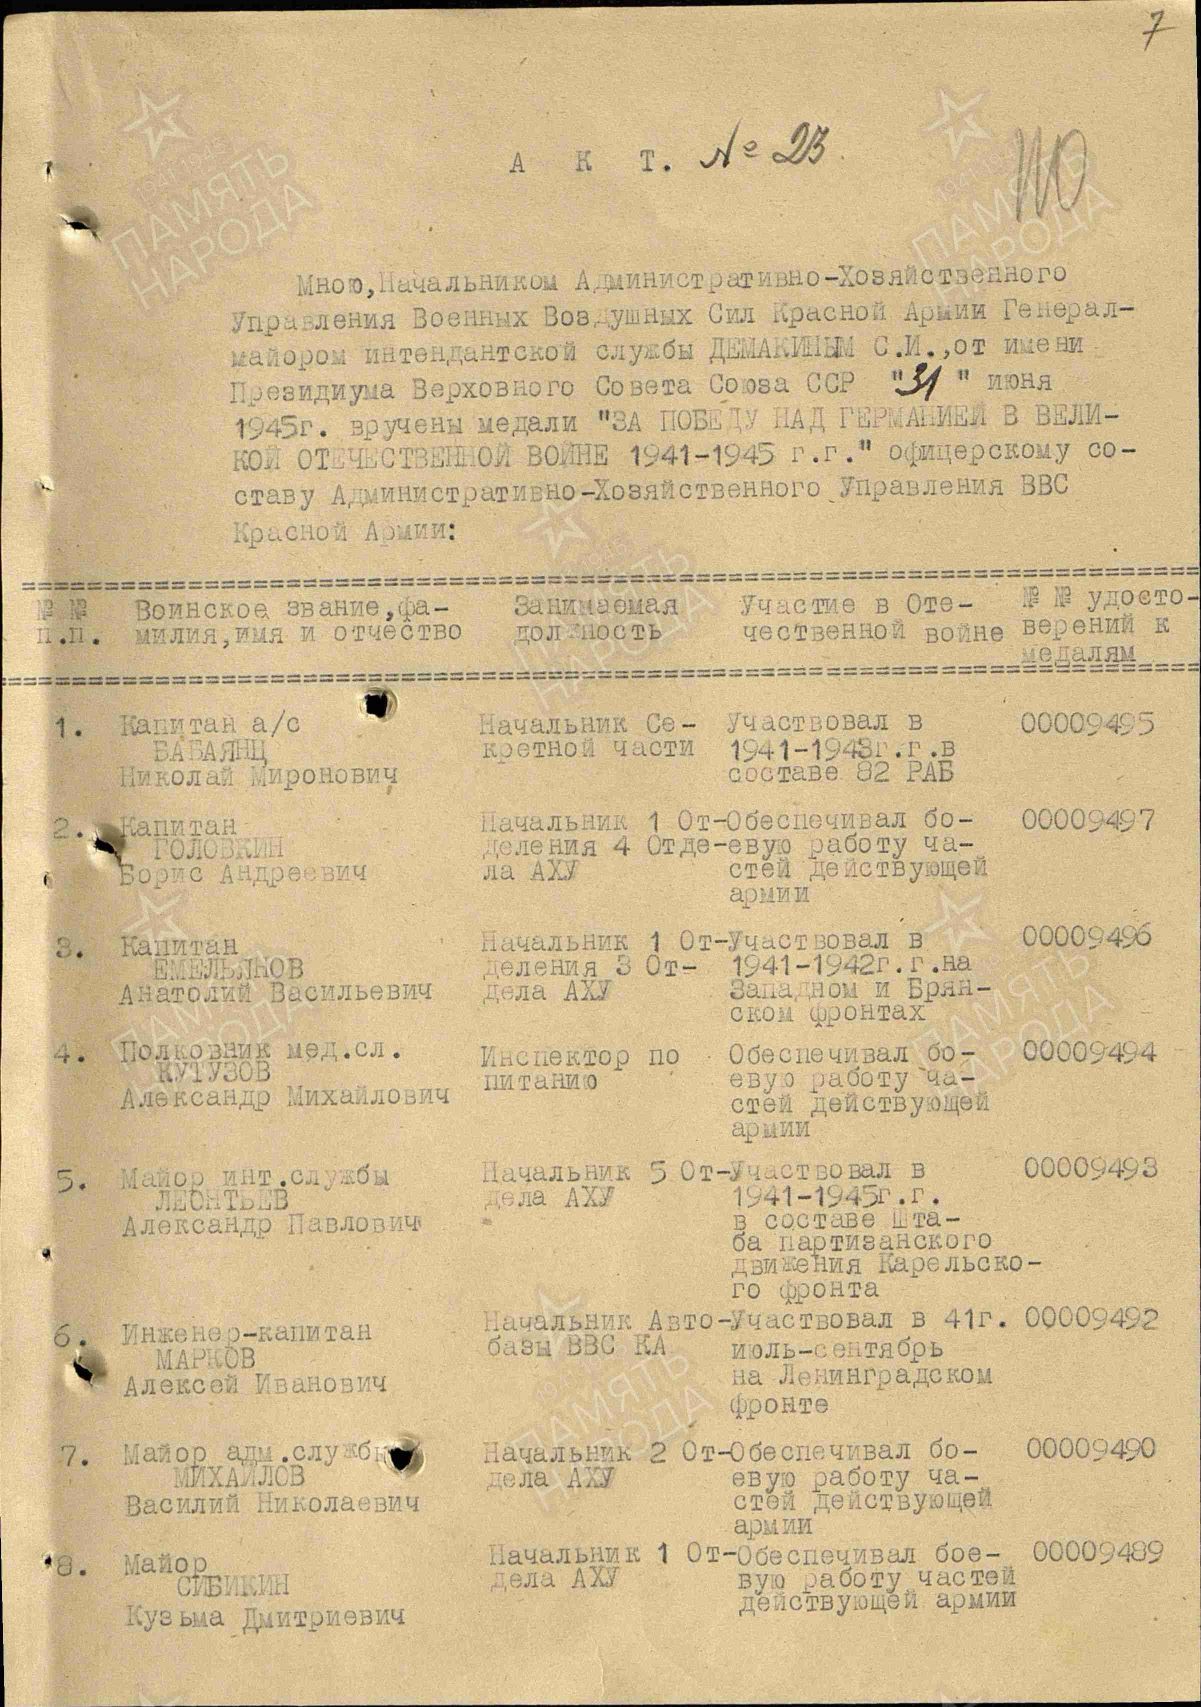 7
А К Т. № 23
110
Мною,Начальником Административно-Хозяйственного
Управления Военных Воздушных Сил Красной Армии Генерал-
майором интендантской службы ДЕМАКИНЫМ С.И.,от имени
Президиума Верховного Совета Союза ССР "31" июня
1945г. вручены медали "ЗА ПОБЕДУ НАД ГЕРМАНИЕЙ В ВЕЛИ-
КОЙ ОТЕЧЕСТВЕННОЙ ВОЙНЕ 1941-1945 г.г." офицерскому со-
ставу Административно-Хозяйственного Управления ВВС
Красной Армии:
№ № Воинское звание,фа- Занимаемая Участие в Оте- № № удосто-
п.п. милия,имя и отчество должность чественной войне верений к
медалям
1. Капитан а/с Начальник Се- Участвовал в 00009495
БАБАЯНЦ кретной части 1941-1943г.г.в
Николай Миронович составе 82 РАБ
2. Капитан Начальник 1 От- Обеспечивал бо- 00009497
ГОЛОВКИН деления 4 Отде- евую работу ча-
Борис Андреевич ла АХУ стей действующей
армии
3. Капитан Начальник 1 От- Участвовал в 00009496
ЕМЕЛЬЯНОВ деления 3 От- 1941-1942г.г.на
Анатолий Васильевич дела АХУ Западном и Брян-
ском фронтах
4. Полковник мед.сл. Инспектор по Обеспечивал бо- 00009494
КУТУЗОВ питанию евую работу ча-
Александр Михайлович стей действующей
армии
5. Майор инт.службы Начальник 5 От- Участвовал в 00009493
ЛЕОНТЬЕВ дела АХУ 1941-1945г.г.
Александр Павлович в составе Шта-
ба партизанского
движения Карельско-
го фронта
6. Инженер-капитан Начальник Авто- Участвовал в 41г. 00009492
МАРКОВ базы ВВС КА июль-сентябрь
Алексей Иванович на Ленинградском
фронте
7. Майор адм.службы Начальник 2 От- Обеспечивал бо- 00009490
МИХАЙЛОВ дела АХУ евую работу ча-
Василий Николаевич стей действующей
армии
8. Майор Начальник 1 От- Обеспечивал бое- 00009489
СИБИКИН дела АХУ вую работу частей
Кузьма Дмитриевич действующей армии
ПАМЯТЬ
НАРОДА
1941-1945